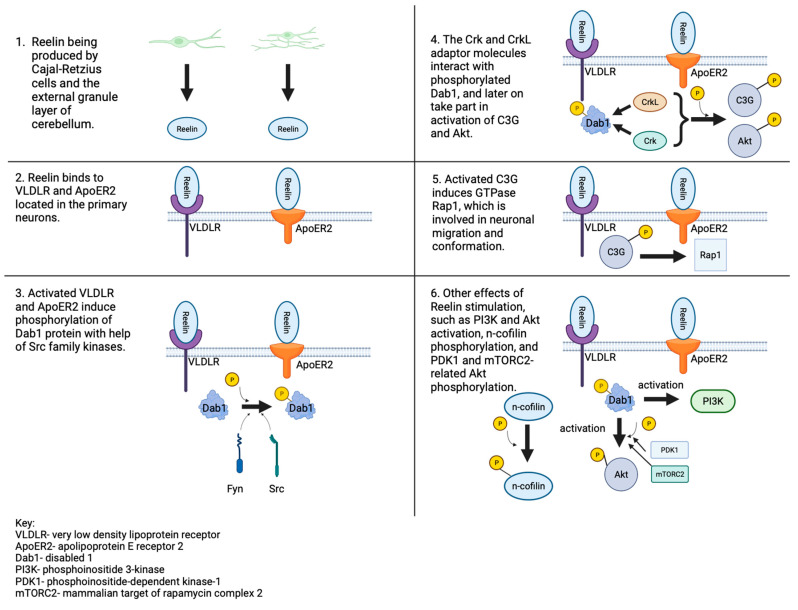 1. Reelin being
produced by
Cajal-Retzius
cells and the
external granule
layer of
cerebellum.
Reelin
Reelin
2. Reelin binds to
VLDLR and ApoER2
located in the primary
neurons.
Reelin
Reelin
VLDLR
ApoER2
3. Activated VLDLR
and ApoER2 induce
phosphorylation of
Dab1 protein with help
of Src family kinases.
Reelin
Reelin
VLDLR
ApoER2
P
P
Dab1
Dab1
Fyn
Src
4. The Crk and CrkL
adaptor molecules
interact with
phosphorylated
Dab1, and later on
take part in
activation of C3G
and Akt.
Reelin
Reelin
VLDLR
ApoER2
P
Dab1
CrkL
Crk
P
P
C3G
P
Akt
5. Activated C3G
induces GTPase
Rap1, which is
involved in neuronal
migration and
conformation.
Reelin
Reelin
VLDLR
ApoER2
P
C3G
Rap1
6. Other effects of
Reelin stimulation,
such as PI3K and Akt
activation, n-cofilin
phosphorylation, and
PDK1 and mTORC2-
related Akt
phosphorylation.
Reelin
Reelin
VLDLR
ApoER2
P
Dab1
activation
PI3K
n-cofilin
P
P
n-cofilin
activation
P
PDK1
mTORC2
P
Akt
Key:
VLDLR- very low density lipoprotein receptor
ApoER2- apolipoprotein E receptor 2
Dab1- disabled 1
PI3K- phosphoinositide 3-kinase
PDK1- phosphoinositide-dependent kinase-1
mTORC2- mammalian target of rapamycin complex 2